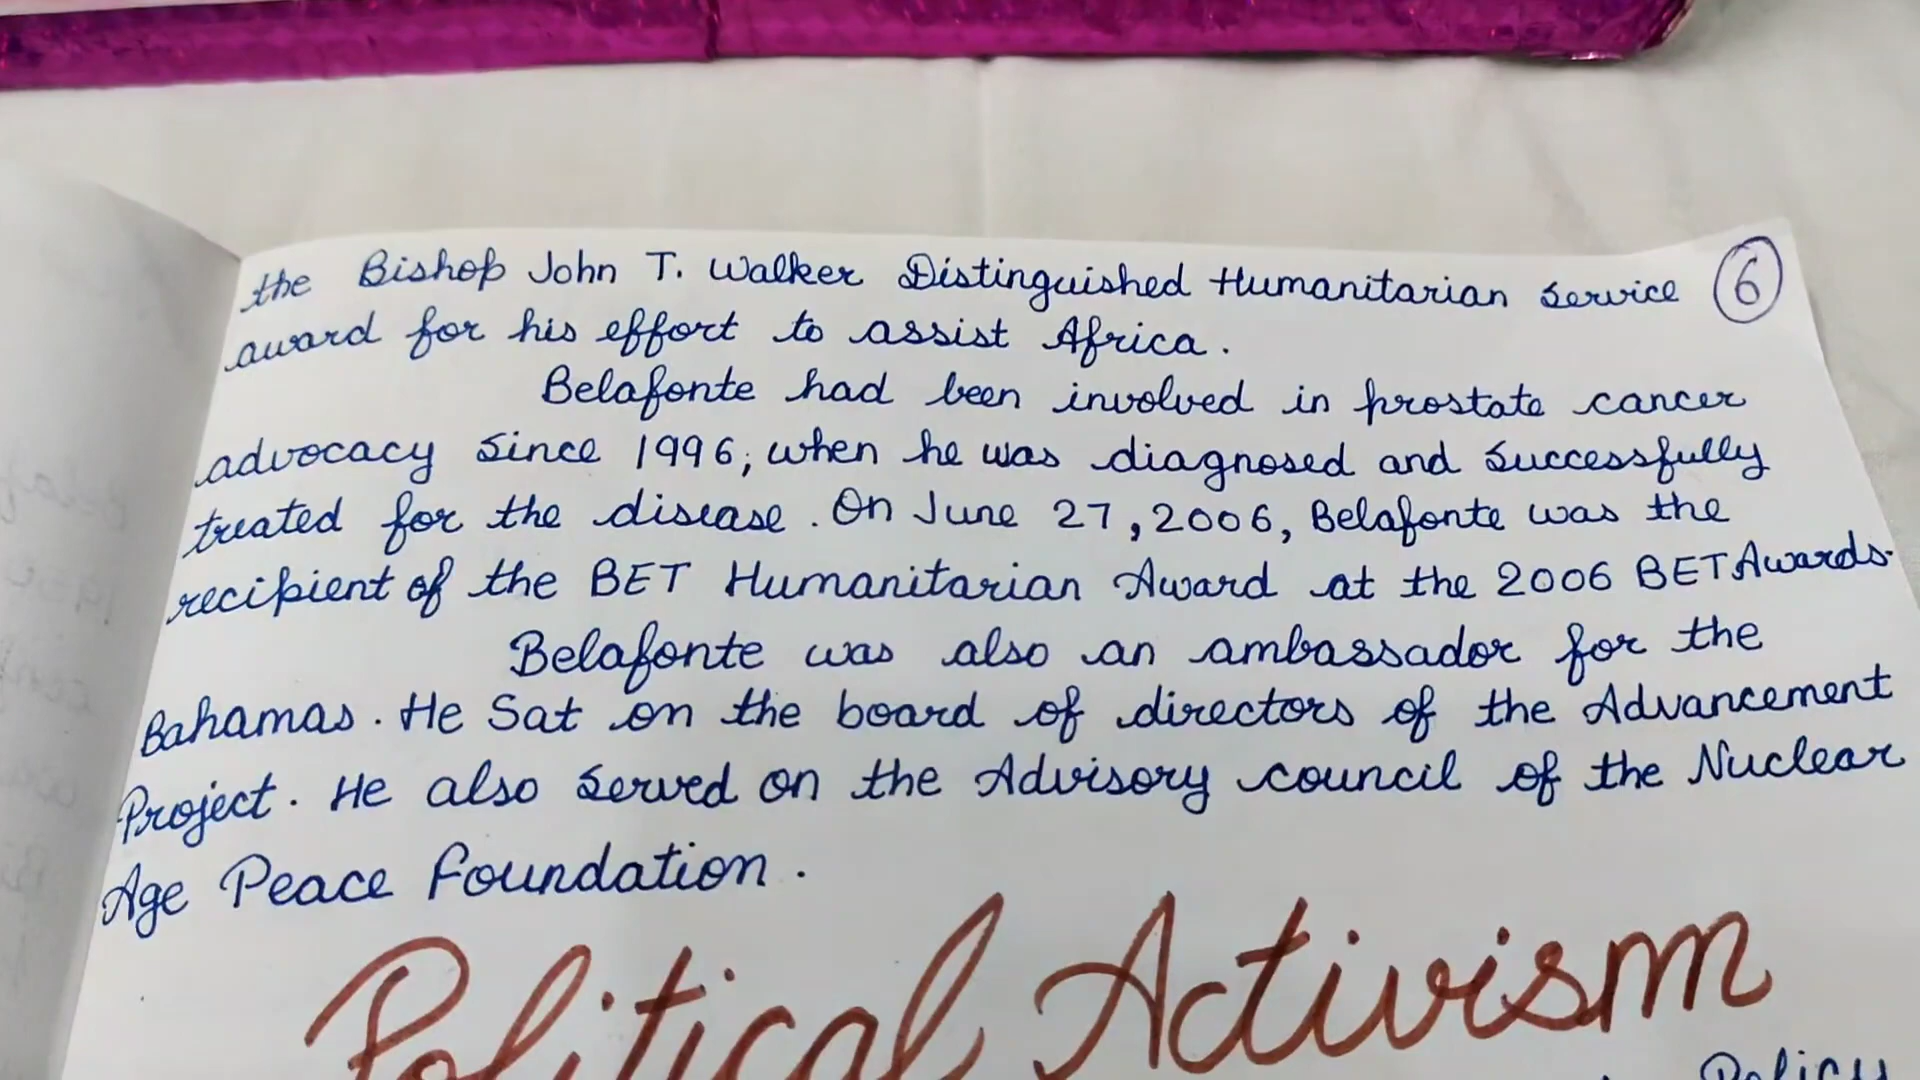 the Bishop John T. Walker Distinguished Humanitarian Service 6
award for his effort to assist Africa.
Belafonte had been involved in prostate cancer
advocacy since 1996, when he was diagnosed and successfully
treated for the disease. On June 27, 2006, Belafonte was the
recipient of the BET Humanitarian Award at the 2006 BET Awards.
Belafonte was also an ambassador for the
Bahamas. He Sat on the board of directors of the Advancement
Project. He also served on the Advisory council of the Nuclear
Age Peace Foundation.
Political Activism
Policy